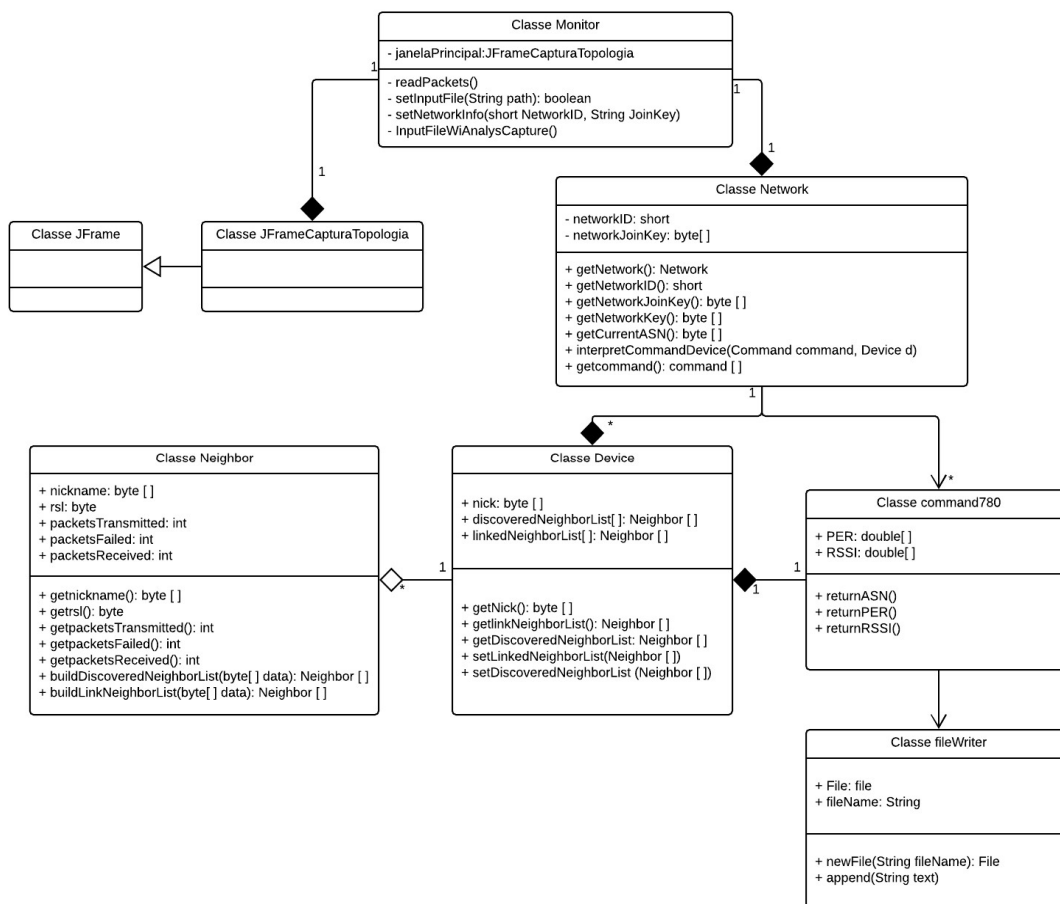 Classe Monitor
- janelaPrincipal:JFrameCapturaTopologia
- readPackets()
- setInputFile(String path): boolean
- setNetworkInfo(short NetworkID, String JoinKey)
- InputFileWiAnalysCapture()
1
1
1
1
Classe JFrame
Classe JFrameCapturaTopologia
Classe Network
- networkID: short
- networkJoinKey: byte[ ]
+ getNetwork(): Network
+ getNetworkID(): short
+ getNetworkJoinKey(): byte [ ]
+ getNetworkKey(): byte [ ]
+ getCurrentASN(): byte [ ]
+ interpretCommandDevice(Command command, Device d)
+ getcommand(): command [ ]
1
*
*
Classe Neighbor
+ nickname: byte [ ]
+ rsl: byte
+ packetsTransmitted: int
+ packetsFailed: int
+ packetsReceived: int
+ getnickname(): byte [ ]
+ getrsl(): byte
+ getpacketsTransmitted(): int
+ getpacketsFailed(): int
+ getpacketsReceived(): int
+ buildDiscoveredNeighborList(byte[ ] data): Neighbor [ ]
+ buildLinkNeighborList(byte[ ] data): Neighbor [ ]
*
1
Classe Device
+ nick: byte [ ]
+ discoveredNeighborList[ ]: Neighbor [ ]
+ linkedNeighborList[ ]: Neighbor [ ]
+ getNick(): byte [ ]
+ getlinkNeighborList(): Neighbor [ ]
+ getDiscoveredNeighborList: Neighbor [ ]
+ setLinkedNeighborList(Neighbor [ ])
+ setDiscoveredNeighborList (Neighbor [ ])
1
1
Classe command780
+ PER: double[ ]
+ RSSI: double[ ]
+ returnASN()
+ returnPER()
+ returnRSSI()
Classe fileWriter
+ File: file
+ fileName: String
+ newFile(String fileName): File
+ append(String text)